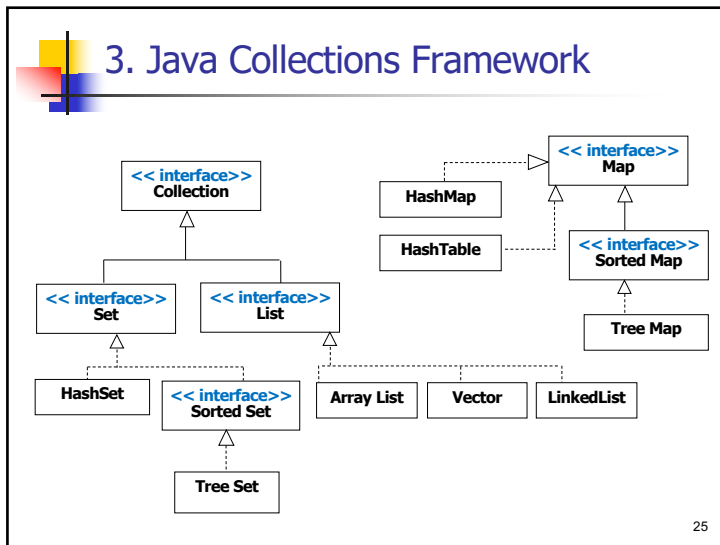 3. Java Collections Framework
<< interface>>
Collection
<< interface>>
Map
HashMap
HashTable
<< interface>>
Sorted Map
Tree Map
<< interface>>
Set
<< interface>>
List
HashSet
<< interface>>
Sorted Set
Tree Set
Array List
Vector
LinkedList
25